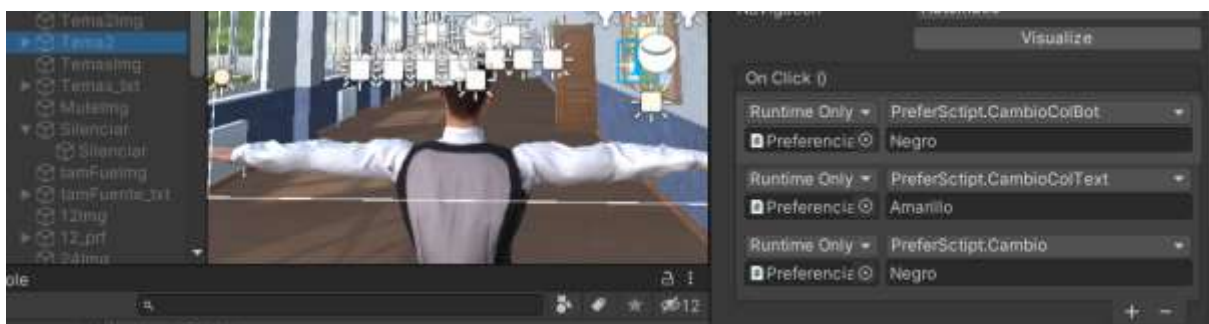 Tema2Img
Tema2
TemasImg
Temas_txt
MuteImg
Silenciar
Silenciar
tamFueImg
tamFuente_txt
12Img
12_prf
24Img
ole
12
Visualize
On Click ()
Runtime Only PreferSctipt.CambioColBot
Preferencia Negro
Runtime Only PreferSctipt.CambioColText
Preferencia Amarillo
Runtime Only PreferSctipt.Cambio
Preferencia Negro
+ −